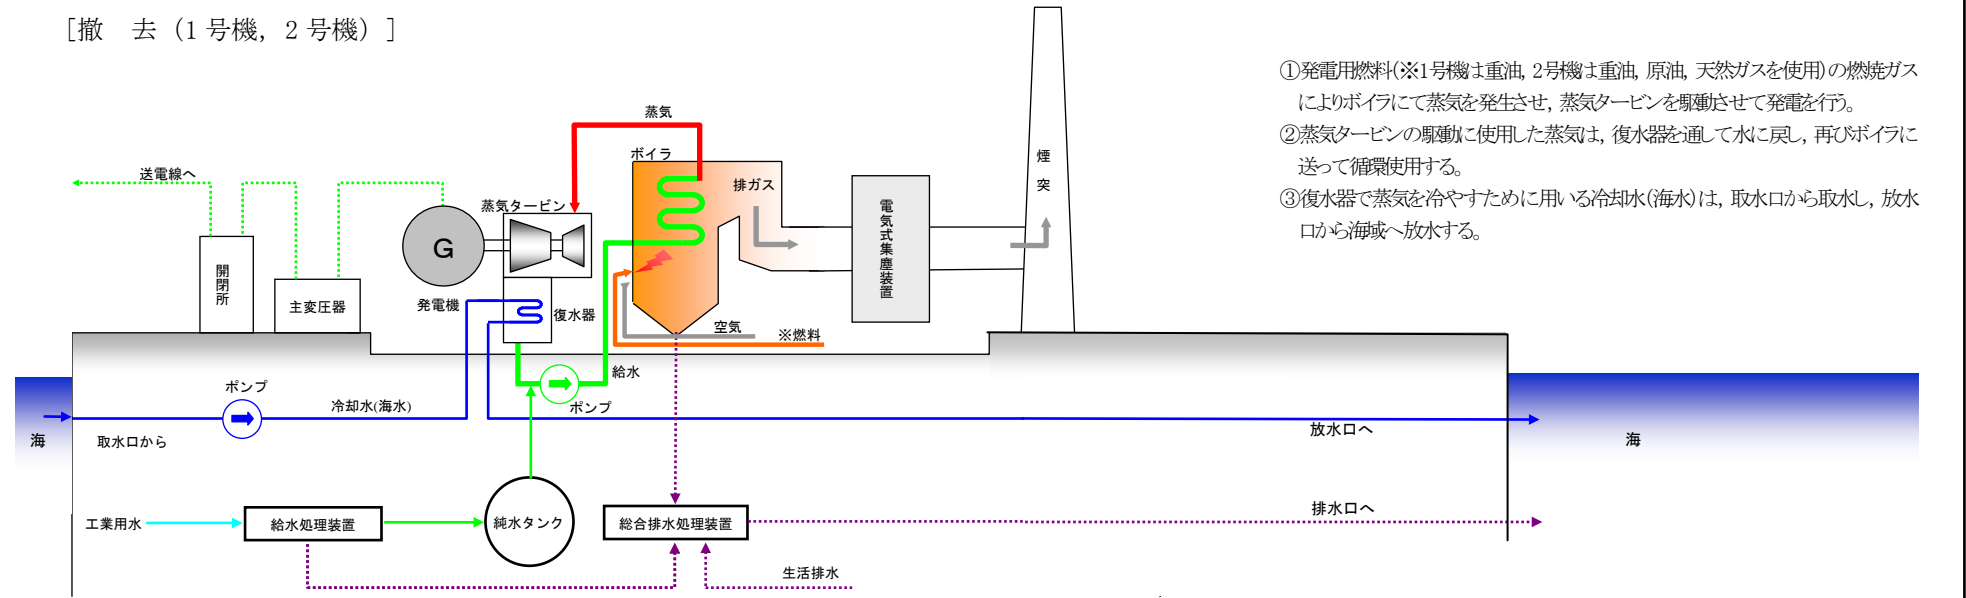 ［撤　去（1号機，2号機）］
①発電用燃料(※1号機は重油，2号機は重油，原油，天然ガスを使用)の燃焼ガス
によりボイラにて蒸気を発生させ，蒸気タービンを駆動させて発電を行う。
②蒸気タービンの駆動に使用した蒸気は，復水器を通して水に戻し，再びボイラに
送って循環使用する。
③復水器で蒸気を冷やすために用いる冷却水(海水)は，取水口から取水し，放水
口から海域へ放水する。
蒸気
ボイラ
煙突
送電線へ
排ガス
蒸気タービン
電気式集塵装置
G
開閉所
主変圧器
発電機
復水器
空気
※燃料
給水
ポンプ
冷却水(海水)
ポンプ
海
取水口から
放水口へ
海
工業用水
給水処理装置
純水タンク
総合排水処理装置
排水口へ
生活排水